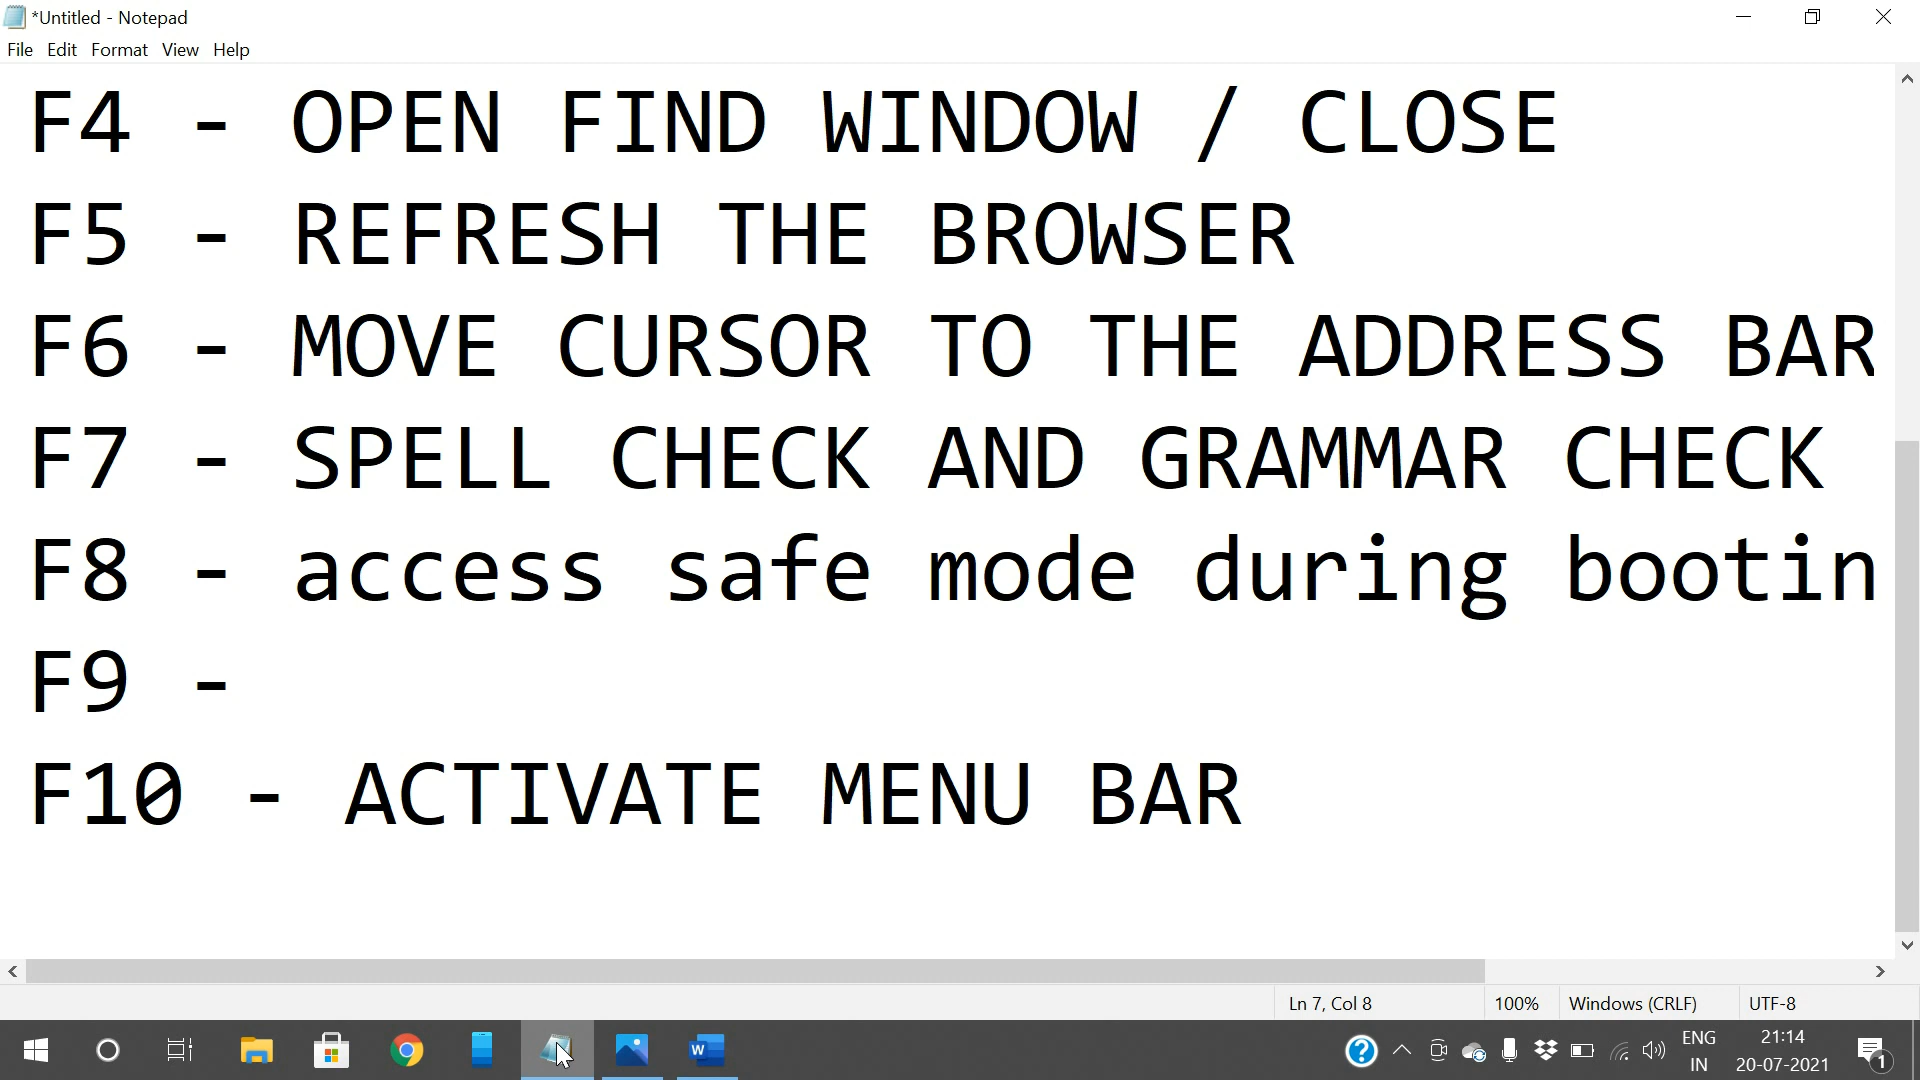 *Untitled - Notepad
File Edit Format View Help
F4 - OPEN FIND WINDOW / CLOSE
F5 - REFRESH THE BROWSER
F6 - MOVE CURSOR TO THE ADDRESS BAR
F7 - SPELL CHECK AND GRAMMAR CHECK
F8 - access safe mode during bootin
F9 -
F10 - ACTIVATE MENU BAR
Ln 7, Col 8 100% Windows (CRLF) UTF-8
W ? ENG 21:14
IN 20-07-2021 1